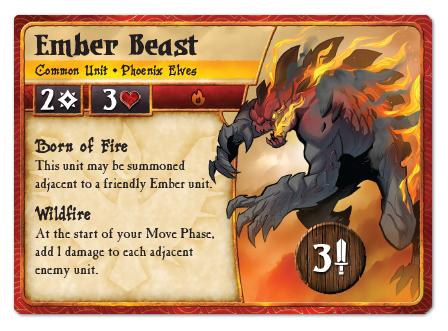 Ember Beast
Common Unit • Phoenix Elves
2 3
Born of Fire
This unit may be summoned
adjacent to a friendly Ember unit.
Wildfire
At the start of your Move Phase,
add 1 damage to each adjacent
enemy unit.
3